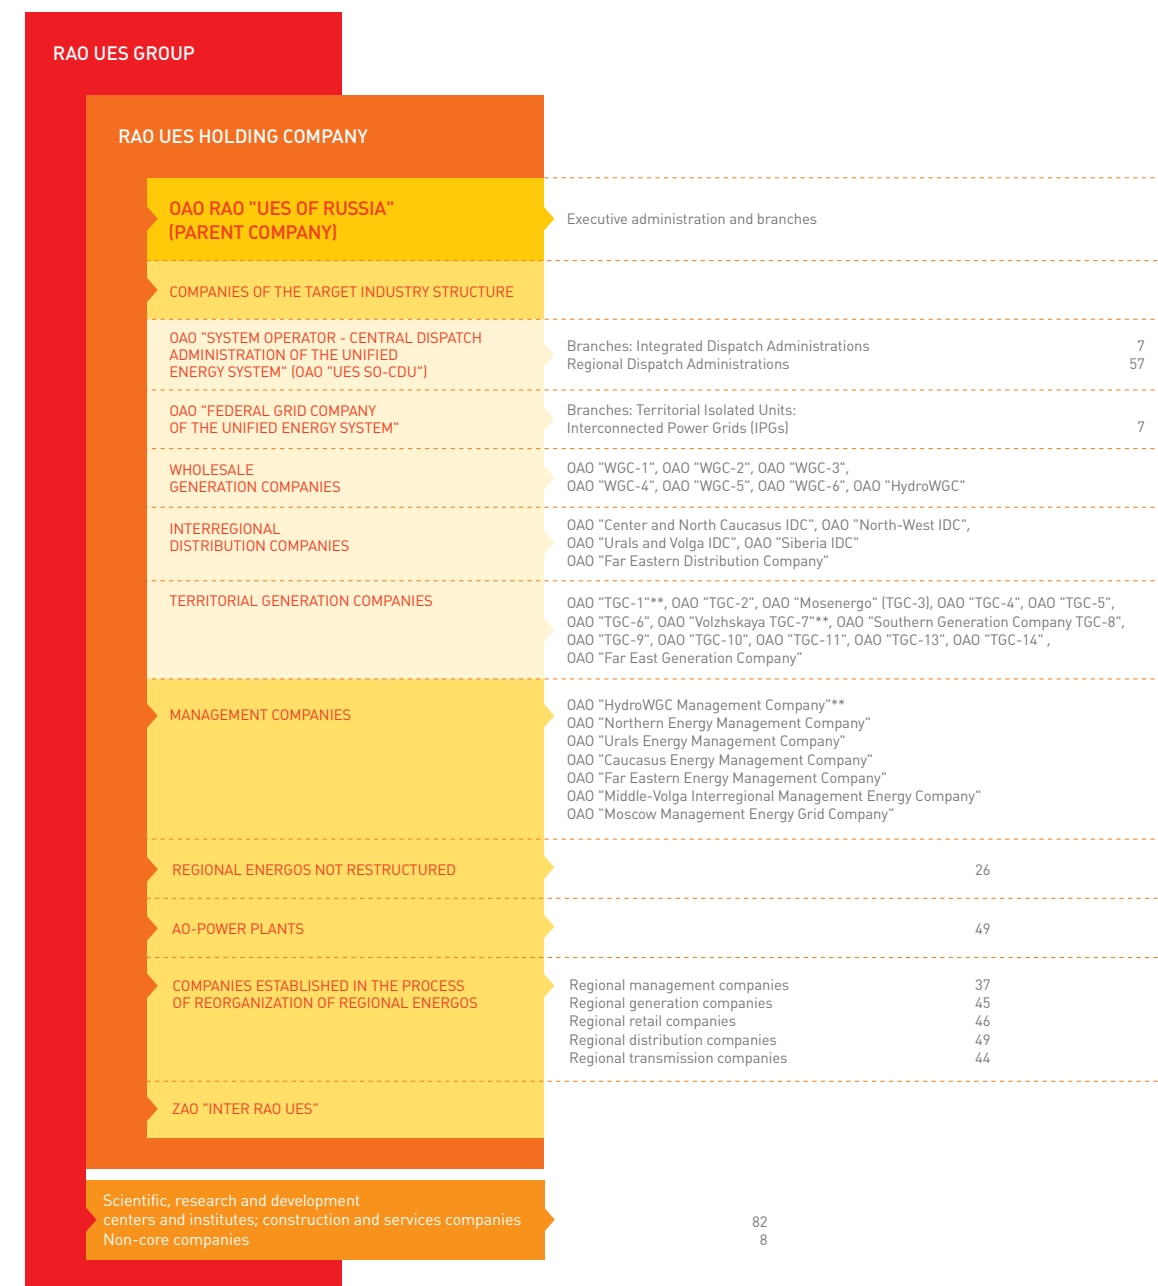 RAO UES GROUP
RAO UES HOLDING COMPANY
OAO RAO "UES OF RUSSIA"
(PARENT COMPANY)
Executive administration and branches
COMPANIES OF THE TARGET INDUSTRY STRUCTURE
OAO "SYSTEM OPERATOR - CENTRAL DISPATCH
ADMINISTRATION OF THE UNIFIED
ENERGY SYSTEM" (OAO "UES SO-CDU")
Branches: Integrated Dispatch Administrations 7
Regional Dispatch Administrations 57
OAO "FEDERAL GRID COMPANY
OF THE UNIFIED ENERGY SYSTEM"
Branches: Territorial Isolated Units:
Interconnected Power Grids (IPGs) 7
WHOLESALE
GENERATION COMPANIES
OAO "WGC-1", OAO "WGC-2", OAO "WGC-3",
OAO "WGC-4", OAO "WGC-5", OAO "WGC-6", OAO "HydroWGC"
INTERREGIONAL
DISTRIBUTION COMPANIES
OAO "Center and North Caucasus IDC", OAO "North-West IDC",
OAO "Urals and Volga IDC", OAO "Siberia IDC"
OAO "Far Eastern Distribution Company"
TERRITORIAL GENERATION COMPANIES
OAO "TGC-1"**, OAO "TGC-2", OAO "Mosenergo" (TGC-3), OAO "TGC-4", OAO "TGC-5",
OAO "TGC-6", OAO "Volzhskaya TGC-7"**, OAO "Southern Generation Company TGC-8",
OAO "TGC-9", OAO "TGC-10", OAO "TGC-11", OAO "TGC-13", OAO "TGC-14" ,
OAO "Far East Generation Company"
MANAGEMENT COMPANIES
OAO "HydroWGC Management Company"**
OAO "Northern Energy Management Company"
OAO "Urals Energy Management Company"
OAO "Caucasus Energy Management Company"
OAO "Far Eastern Energy Management Company"
OAO "Middle-Volga Interregional Management Energy Company"
OAO "Moscow Management Energy Grid Company"
REGIONAL ENERGOS NOT RESTRUCTURED 26
AO-POWER PLANTS 49
COMPANIES ESTABLISHED IN THE PROCESS
OF REORGANIZATION OF REGIONAL ENERGOS
Regional management companies 37
Regional generation companies 45
Regional retail companies 46
Regional distribution companies 49
Regional transmission companies 44
ZAO "INTER RAO UES"
Scientific, research and development
centers and institutes; construction and services companies 82
Non-core companies 8